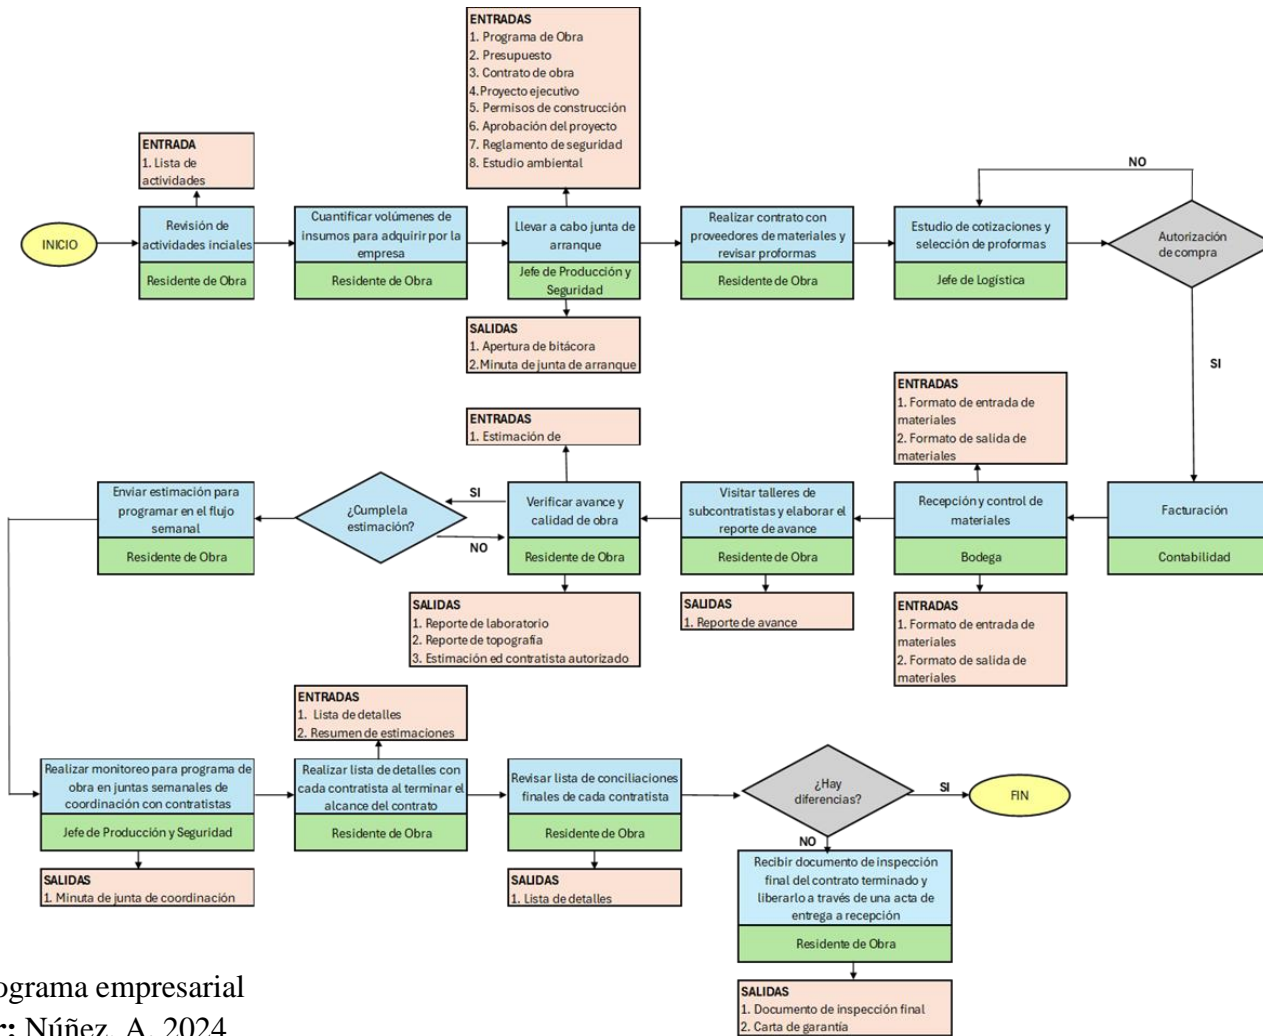 ENTRADAS
1. Programa de Obra
2. Presupuesto
3. Contrato de obra
4.Proyecto ejecutivo
5. Permisos de construcción
6. Aprobación del proyecto
7. Reglamento de seguridad
8. Estudio ambiental
ENTRADA
1. Lista de
actividades
NO
INICIO
Revisión de
actividades inciales
Residente de Obra
Cuantificar volúmenes de
insumos para adquirir por la
empresa
Residente de Obra
Llevar a cabo junta de
arranque
Jefe de Producción y
Seguridad
Realizar contrato con
proveedores de materiales y
revisar proformas
Residente de Obra
Estudio de cotizaciones y
selección de proformas
Jefe de Logística
Autorización
de compra
SALIDAS
1. Apertura de bitácora
2.Minuta de junta de arranque
SI
ENTRADAS
1. Formato de entrada de
materiales
2. Formato de salida de
materiales
ENTRADAS
1. Estimación de
Facturación
Contabilidad
Recepción y control de
materiales
Bodega
Visitar talleres de
subcontratistas y elaborar el
reporte de avance
Residente de Obra
Verificar avance y
calidad de obra
Residente de Obra
SI
NO
¿Cumplela
estimación?
Enviar estimación para
programar en el flujo
semanal
Residente de Obra
ENTRADAS
1. Formato de entrada de
materiales
2. Formato de salida de
materiales
SALIDAS
1. Reporte de avance
SALIDAS
1. Reporte de laboratorio
2. Reporte de topografía
3. Estimación ed contratista autorizado
ENTRADAS
1. Lista de detalles
2. Resumen de estimaciones
Realizar monitoreo para programa de
obra en juntas semanales de
coordinación con contratistas
Jefe de Producción y Seguridad
Realizar lista de detalles con
cada contratista al terminar el
alcance del contrato
Residente de Obra
Revisar lista de conciliaciones
finales de cada contratista
Residente de Obra
¿Hay
diferencias?
SI
FIN
NO
SALIDAS
1. Minuta de junta de coordinación
SALIDAS
1. Lista de detalles
Recibir documento de inspección
final del contrato terminado y
liberarlo a través de una acta de
entrega a recepción
Residente de Obra
SALIDAS
1. Documento de inspección final
2. Carta de garantía
ograma empresarial
r: Núñez, A. 2024